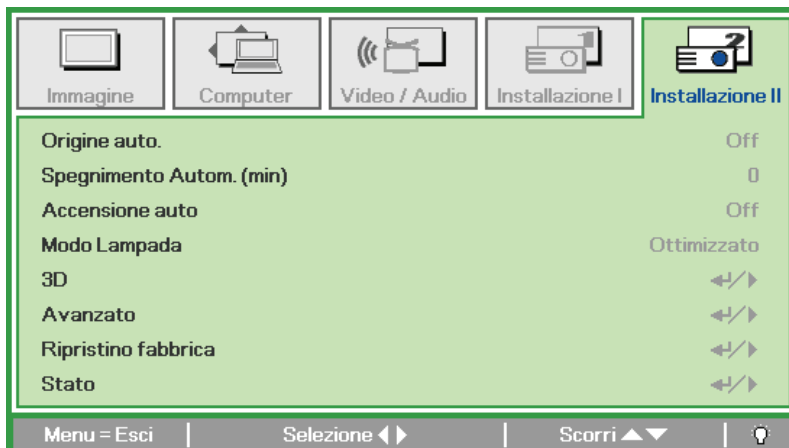 Immagine Computer Video / Audio Installazione I Installazione II
Origine auto. Off
Spegnimento Autom. (min) 0
Accensione auto Off
Modo Lampada Ottimizzato
3D
Avanzato
Ripristino fabbrica
Stato
Menu = Esci Selezione Scorri